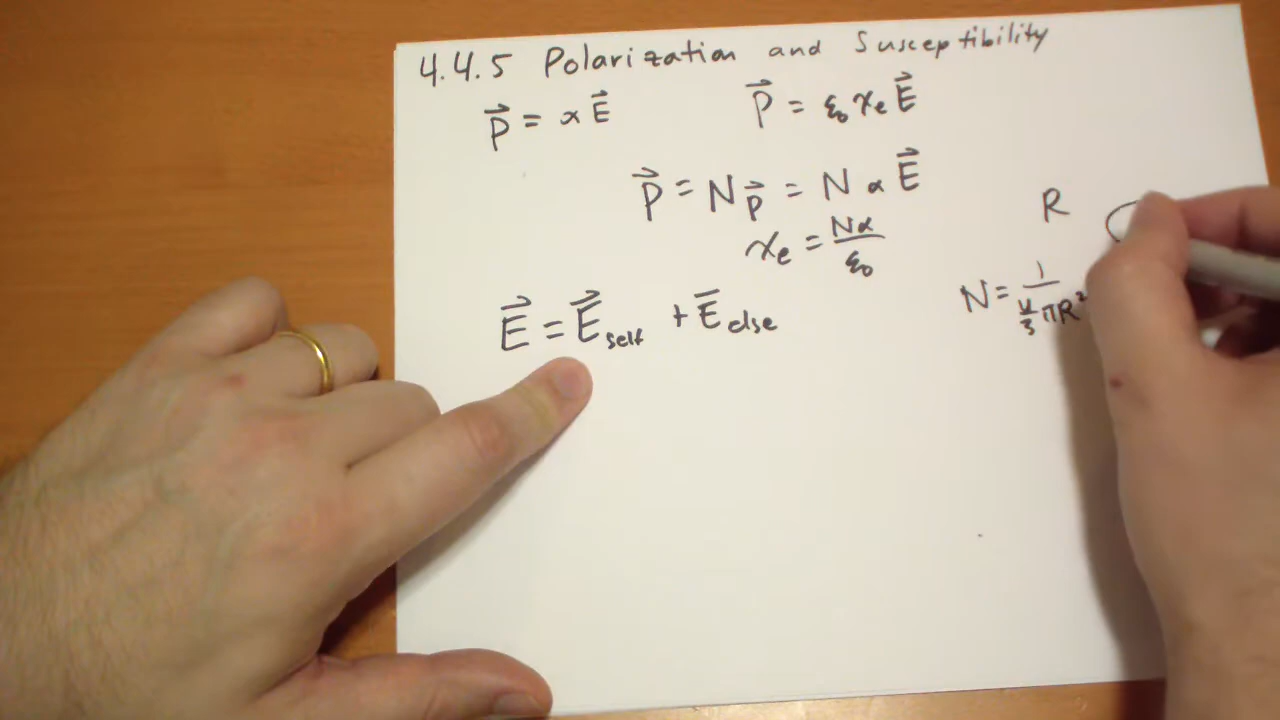 4.4.5 Polarization and Susceptibility
p⃗ = α E⃗
P⃗ = ε₀ χₑ E⃗
P⃗ = N p⃗ = N α E⃗
χₑ = Nα/ε₀
R
N = 1/(4/3 πR³
E⃗ = E⃗self + E⃗else